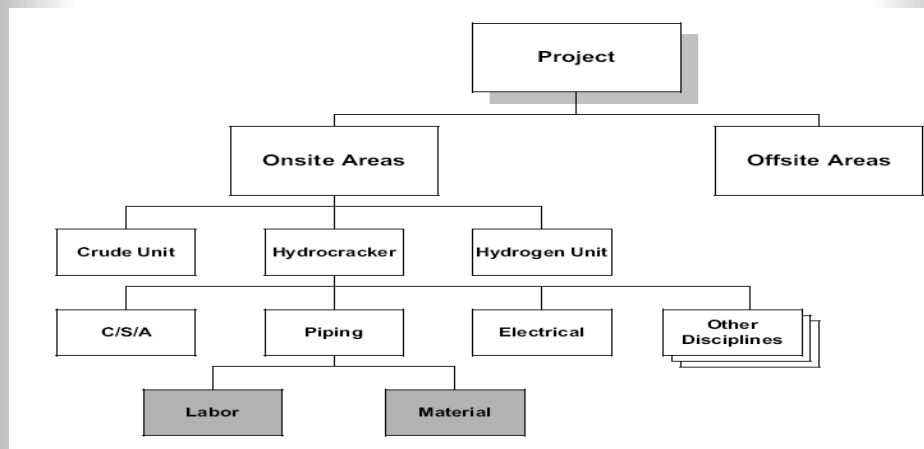 Project
Onsite Areas
Offsite Areas
Crude Unit
Hydrocracker
Hydrogen Unit
C/S/A
Piping
Electrical
Other
Disciplines
Labor
Material